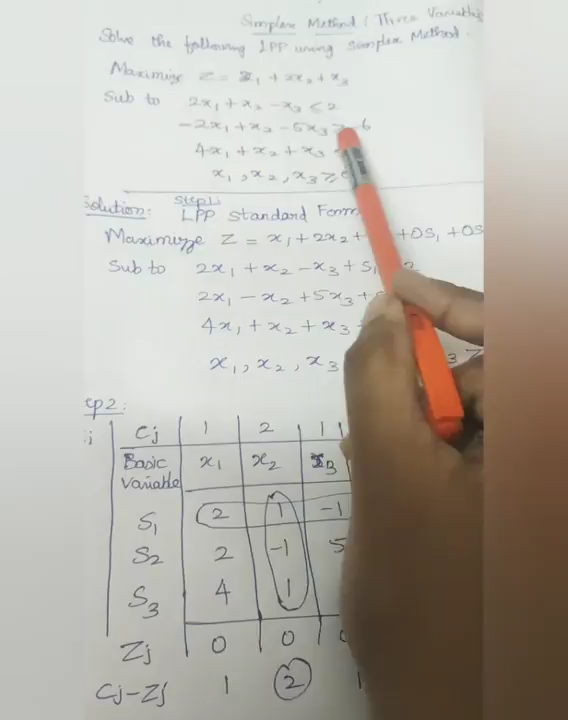 Simplex Method: Three Variables
Solve the following LPP using Simplex Method.
Maximize Z = x₁ + 2x₂ + x₃
Sub to 2x₁ + x₂ - x₃ ≤ 2
-2x₁ + x₂ - 5x₃ ≥ -6
4x₁ + x₂ + x₃
x₁, x₂, x₃ ≥ 0
Solution: Step1:
LPP Standard Form
Maximize Z = x₁ + 2x₂ + +0S₁ +0S
Sub to 2x₁ + x₂ - x₃ + S₁ 2
2x₁ - x₂ + 5x₃ +
4x₁ + x₂ + x₃
x₁, x₂, x₃ 3 ≥
ep2:
j Cj 1 2 1
Basic Variable x₁ x₂ x₃
S₁ 2 1 -1
S₂ 2 -1 5
S₃ 4 1
Zj 0 0
Cj-Zj 1 2 1